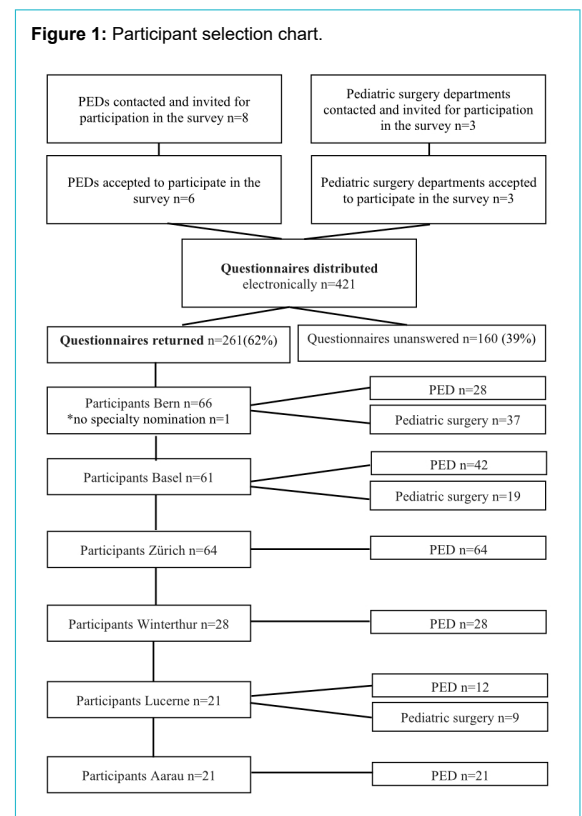 Figure 1: Participant selection chart.
PEDs contacted and invited for
participation in the survey n=8
Pediatric surgery departments
contacted and invited for participation
in the survey n=3
PEDs accepted to participate in the
survey n=6
Pediatric surgery departments accepted
to participate in the survey n=3
Questionnaires distributed
electronically n=421
Questionnaires returned n=261(62%)
Questionnaires unanswered n=160 (39%)
Participants Bern n=66
*no specialty nomination n=1
PED n=28
Pediatric surgery n=37
Participants Basel n=61
PED n=42
Pediatric surgery n=19
Participants Zürich n=64
PED n=64
Participants Winterthur n=28
PED n=28
Participants Lucerne n=21
PED n=12
Pediatric surgery n=9
Participants Aarau n=21
PED n=21